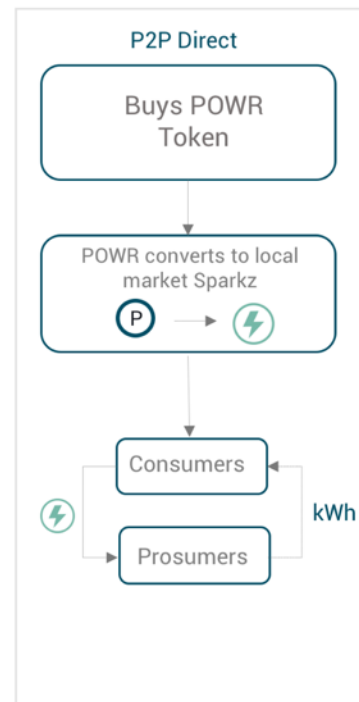 P2P Direct
Buys POWR
Token
POWR converts to local
market Sparkz
P
Consumers
kWh
Prosumers